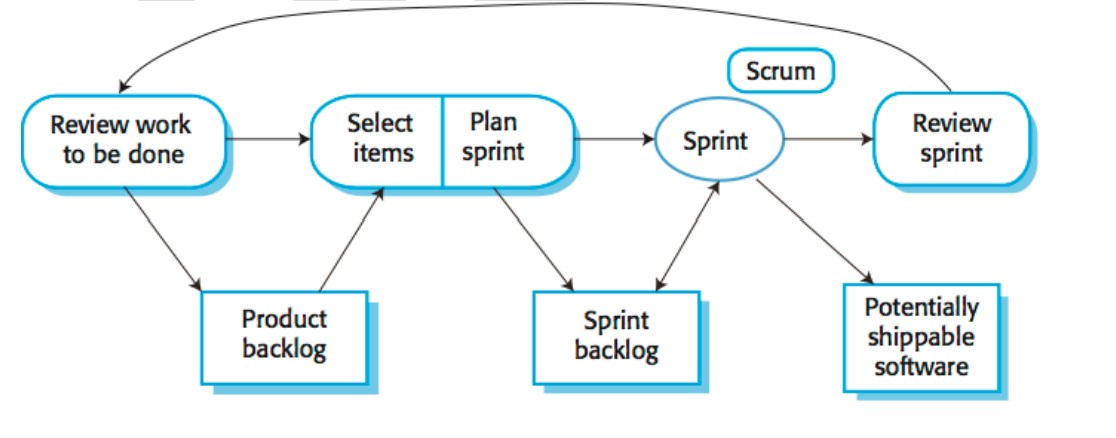 Scrum
Review work
to be done
Select
items
Plan
sprint
Sprint
Review
sprint
Product
backlog
Sprint
backlog
Potentially
shippable
software